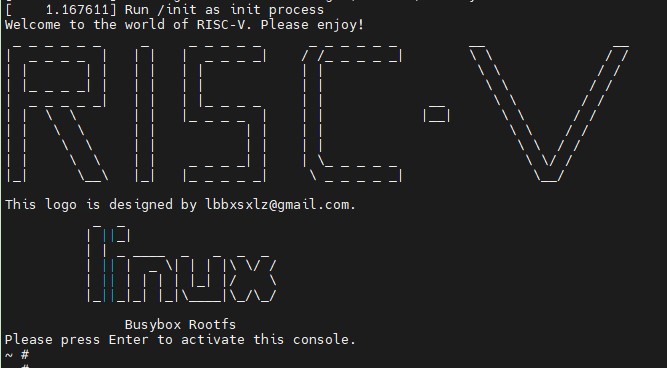 [    1.167611] Run /init as init process
Welcome to the world of RISC-V. Please enjoy!
RISC-V
This logo is designed by lbbxsxlz@gmail.com.
linux
Busybox Rootfs
Please press Enter to activate this console.
~ #